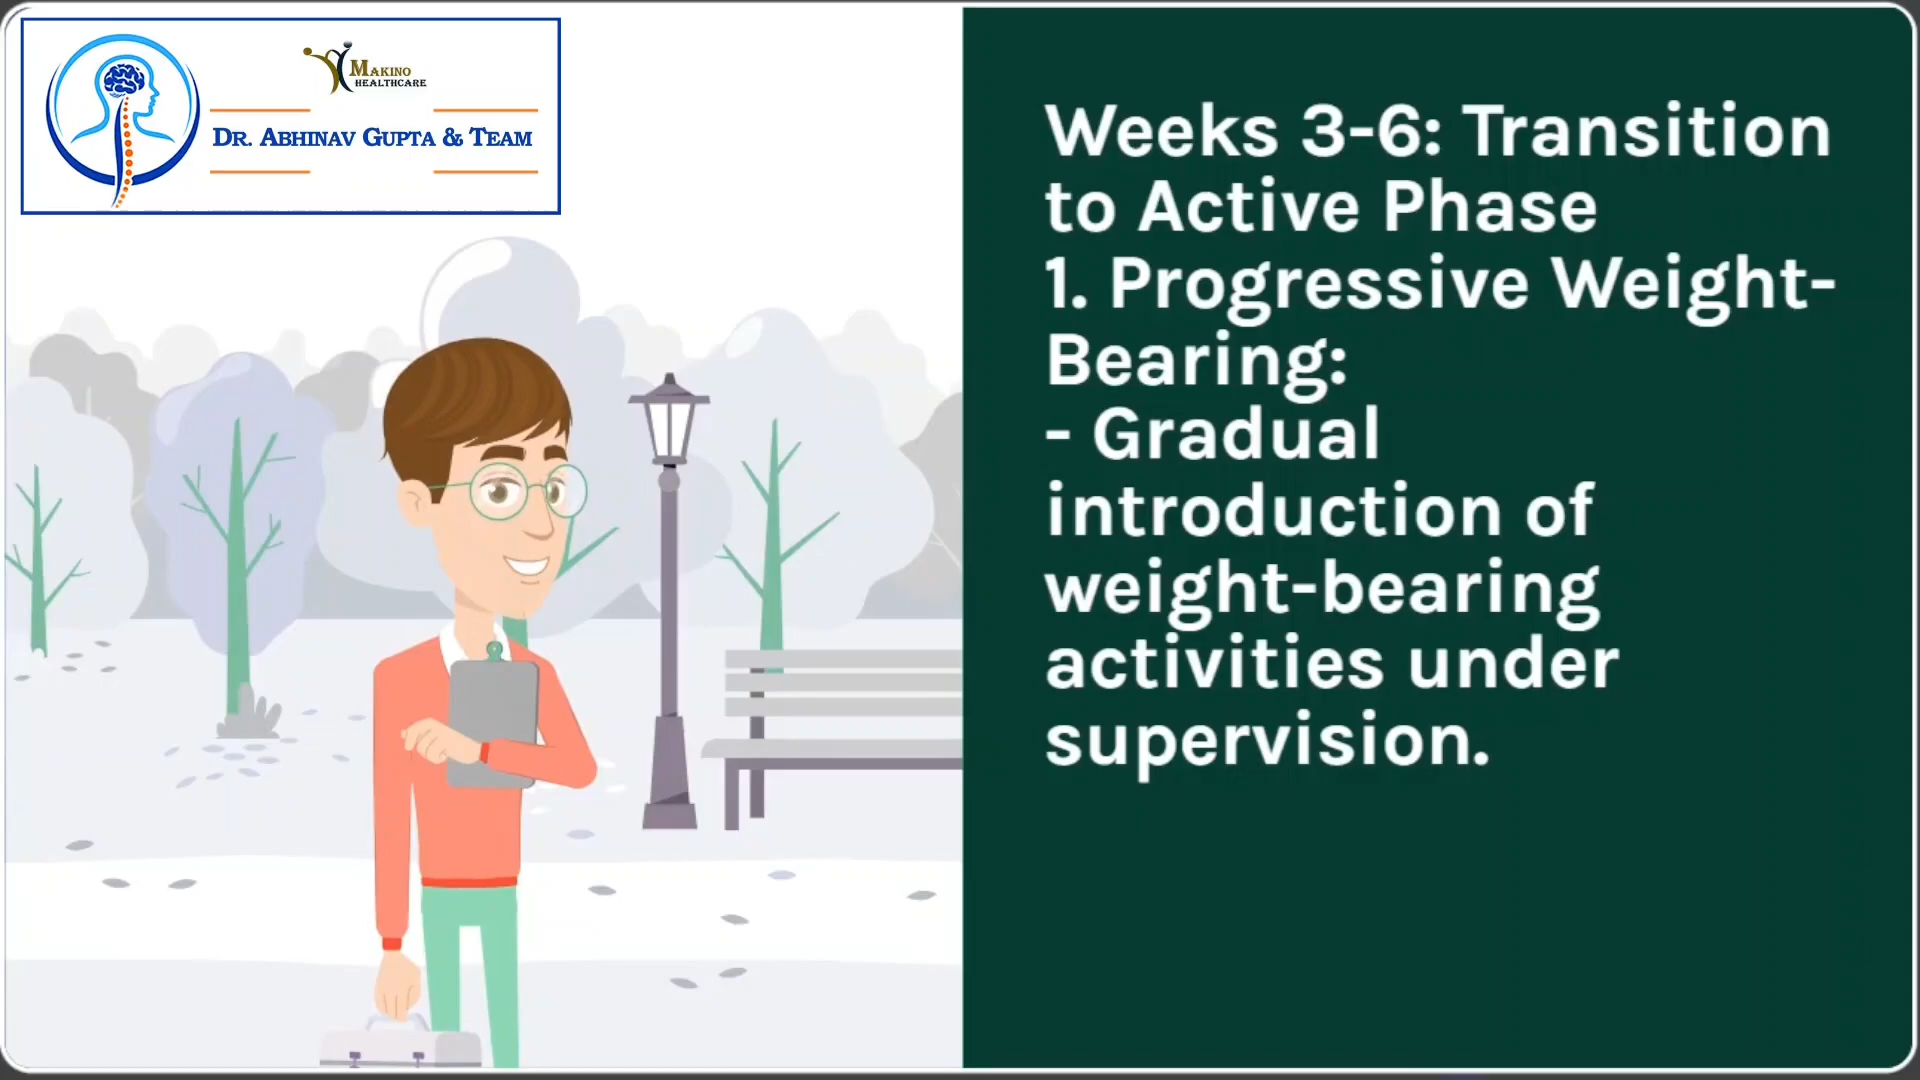 MAKINO
HEALTHCARE
DR. ABHINAV GUPTA & TEAM
Weeks 3-6: Transition
to Active Phase
1. Progressive Weight-
Bearing:
- Gradual
introduction of
weight-bearing
activities under
supervision.